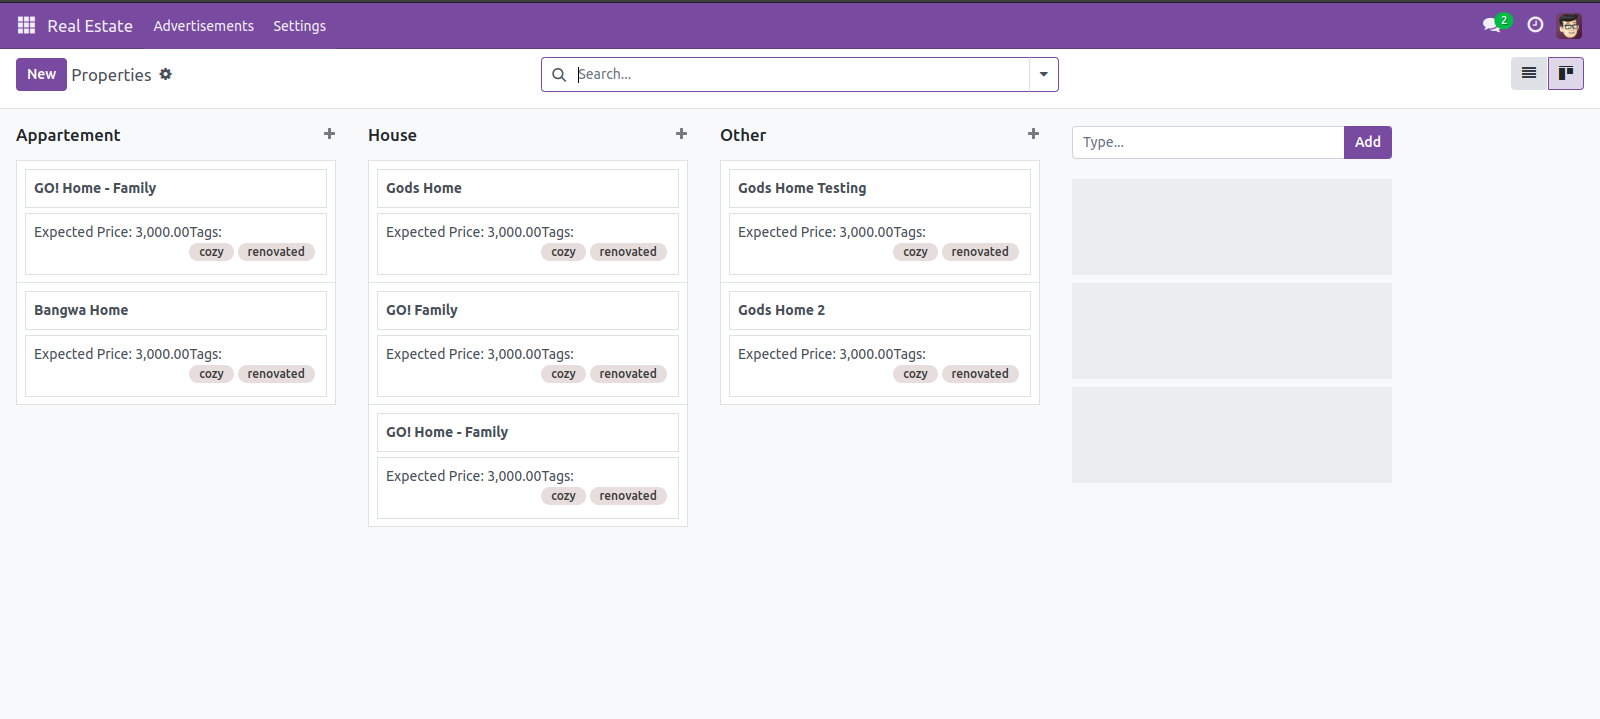 Real Estate Advertisements Settings 2
New Properties Search...
Appartement
GO! Home - Family
Expected Price: 3,000.00Tags:
cozy renovated
Bangwa Home
Expected Price: 3,000.00Tags:
cozy renovated
House
Gods Home
Expected Price: 3,000.00Tags:
cozy renovated
GO! Family
Expected Price: 3,000.00Tags:
cozy renovated
GO! Home - Family
Expected Price: 3,000.00Tags:
cozy renovated
Other
Gods Home Testing
Expected Price: 3,000.00Tags:
cozy renovated
Gods Home 2
Expected Price: 3,000.00Tags:
cozy renovated
Type... Add